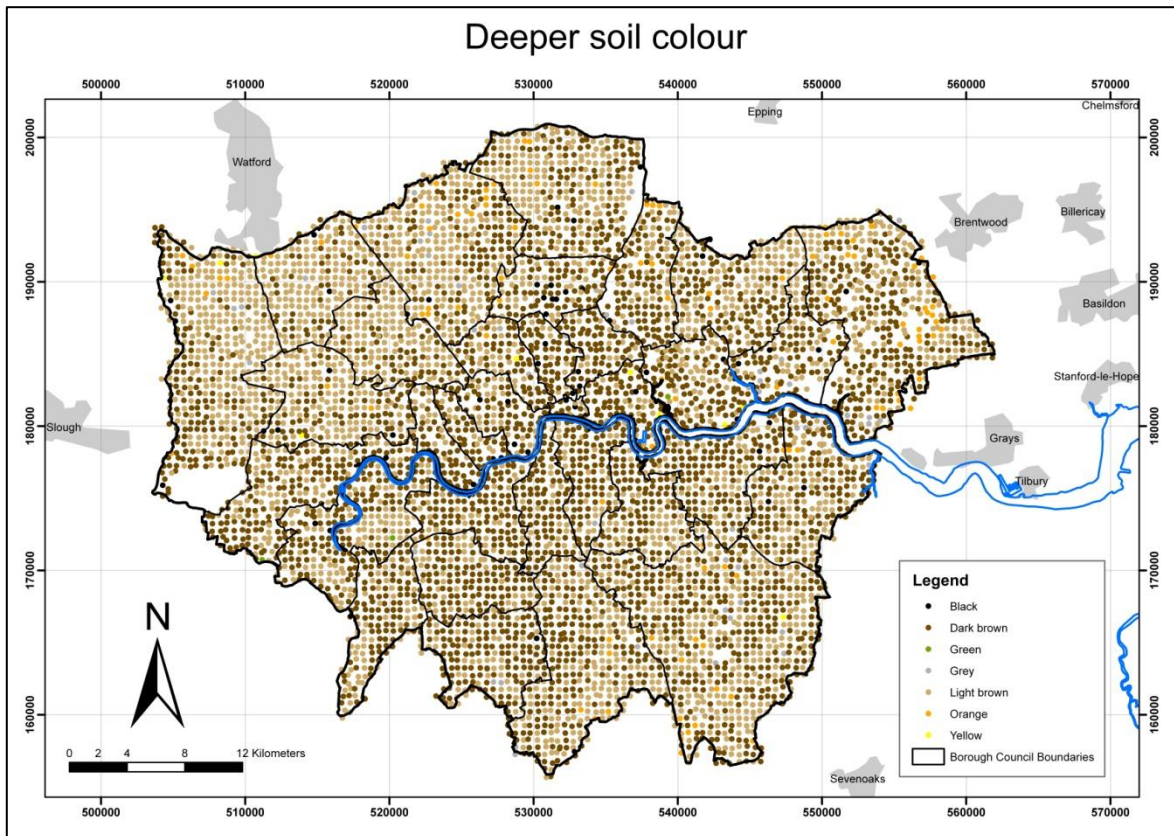 Deeper soil colour
500000 510000 520000 530000 540000 550000 560000 570000
Epping
Chelmsford
200000 200000
Watford
Brentwood
Billericay
190000 190000
Basildon
Stanford-le-Hope
Slough
180000 180000
Grays
Tilbury
170000 170000
Legend
Black
Dark brown
Green
Grey
Light brown
Orange
Yellow
Borough Council Boundaries
N
160000 160000
0 2 4 8 12 Kilometers
Sevenoaks
500000 510000 520000 530000 540000 550000 560000 570000